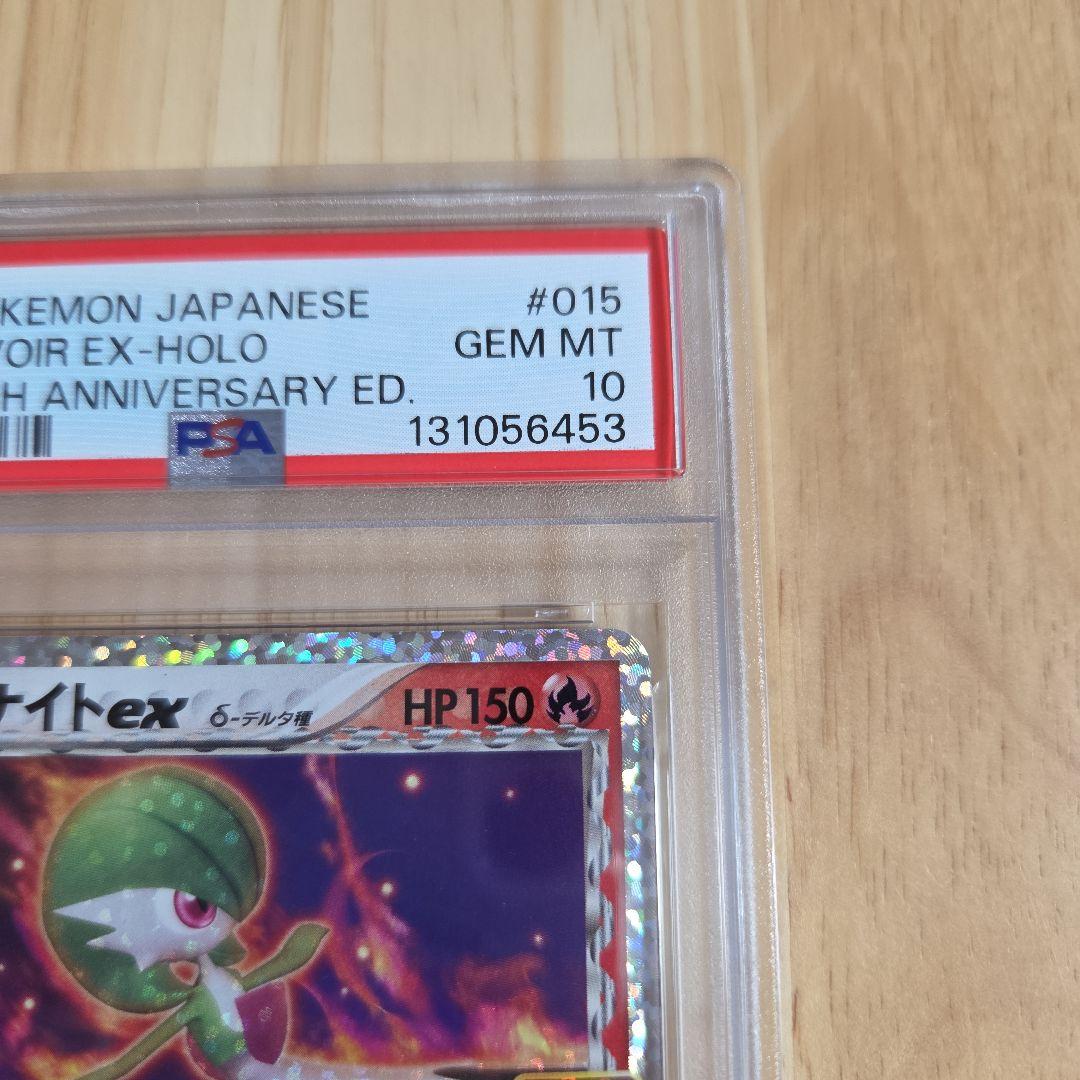 KEMON JAPANESE #015
VOIR EX-HOLO GEM MT
TH ANNIVERSARY ED. 10
PSA 131056453
ナイトex δ-デルタ種 HP150